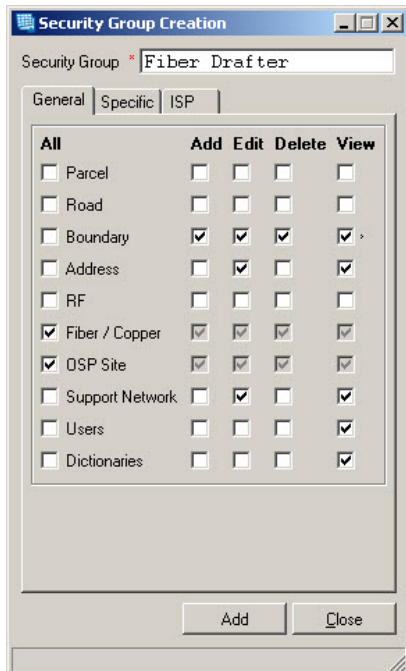 Security Group Creation
Security Group * Fiber Drafter
General Specific ISP
All Add Edit Delete View
Parcel
Road
Boundary
Address
RF
Fiber / Copper
OSP Site
Support Network
Users
Dictionaries
Add Close